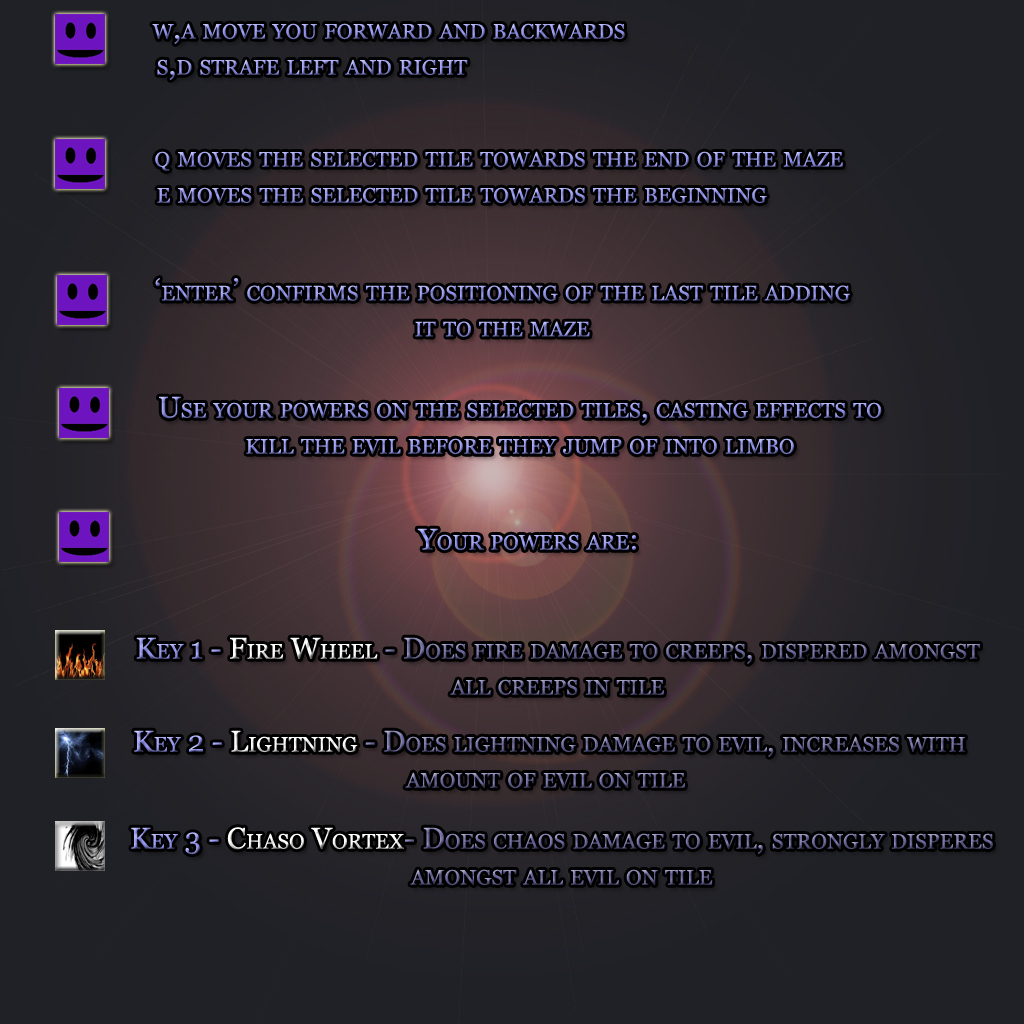 W,A MOVE YOU FORWARD AND BACKWARDS
S,D STRAFE LEFT AND RIGHT
Q MOVES THE SELECTED TILE TOWARDS THE END OF THE MAZE
E MOVES THE SELECTED TILE TOWARDS THE BEGINNING
‘ENTER’ CONFIRMS THE POSITIONING OF THE LAST TILE ADDING
IT TO THE MAZE
USE YOUR POWERS ON THE SELECTED TILES, CASTING EFFECTS TO
KILL THE EVIL BEFORE THEY JUMP OF INTO LIMBO
YOUR POWERS ARE:
KEY 1 - FIRE WHEEL - DOES FIRE DAMAGE TO CREEPS, DISPERED AMONGST
ALL CREEPS IN TILE
KEY 2 - LIGHTNING - DOES LIGHTNING DAMAGE TO EVIL, INCREASES WITH
AMOUNT OF EVIL ON TILE
KEY 3 - CHASO VORTEX- DOES CHAOS DAMAGE TO EVIL, STRONGLY DISPERES
AMONGST ALL EVIL ON TILE